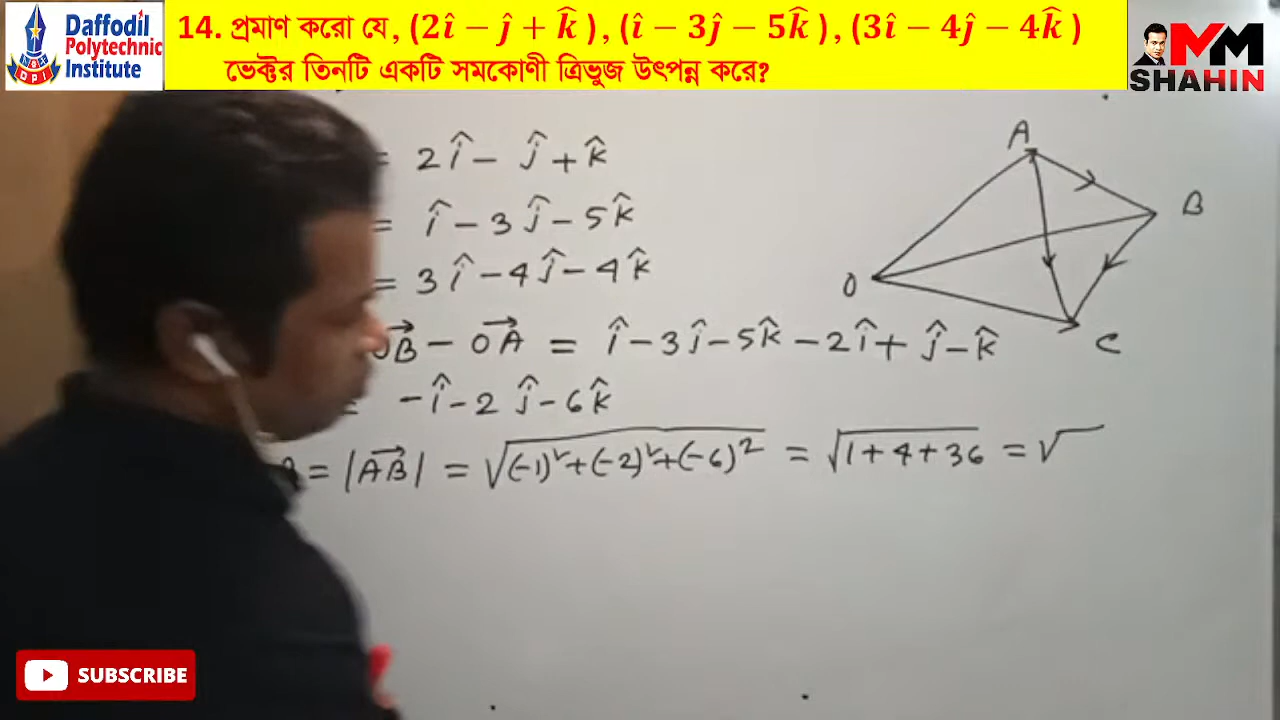 Daffodil
Polytechnic
Institute
DPI
14. প্রমাণ করো যে, (2î − ĵ + k̂), (î − 3ĵ − 5k̂), (3î − 4ĵ − 4k̂)
ভেক্টর তিনটি একটি সমকোণী ত্রিভুজ উৎপন্ন করে?
MM
SHAHIN
= 2î − ĵ + k̂
= î − 3ĵ − 5k̂
= 3î − 4ĵ − 4k̂
A
B
O
C
OB⃗ − OA⃗ = î − 3ĵ − 5k̂ − 2î + ĵ − k̂
= −î − 2ĵ − 6k̂
= |AB⃗| = √(-1)²+(-2)²+(-6)² = √1+4+36 = √
SUBSCRIBE